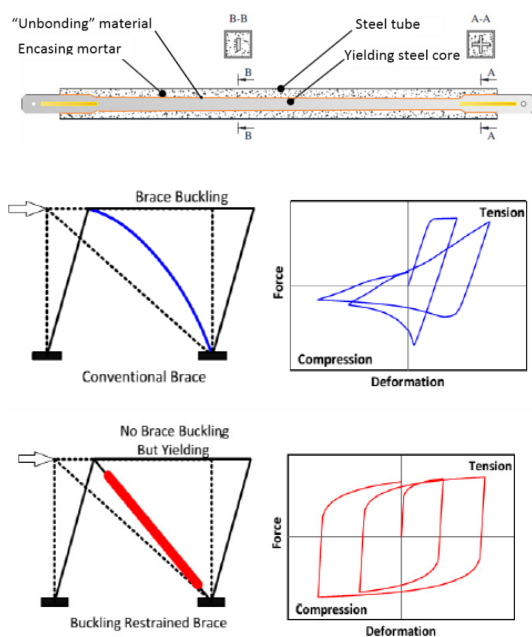 “Unbonding” material
Encasing mortar
B-B
Steel tube
Yielding steel core
A-A
B
A
B
A
Brace Buckling
Conventional Brace
Force
Tension
Compression
Deformation
No Brace Buckling
But Yielding
Buckling Restrained Brace
Force
Tension
Compression
Deformation